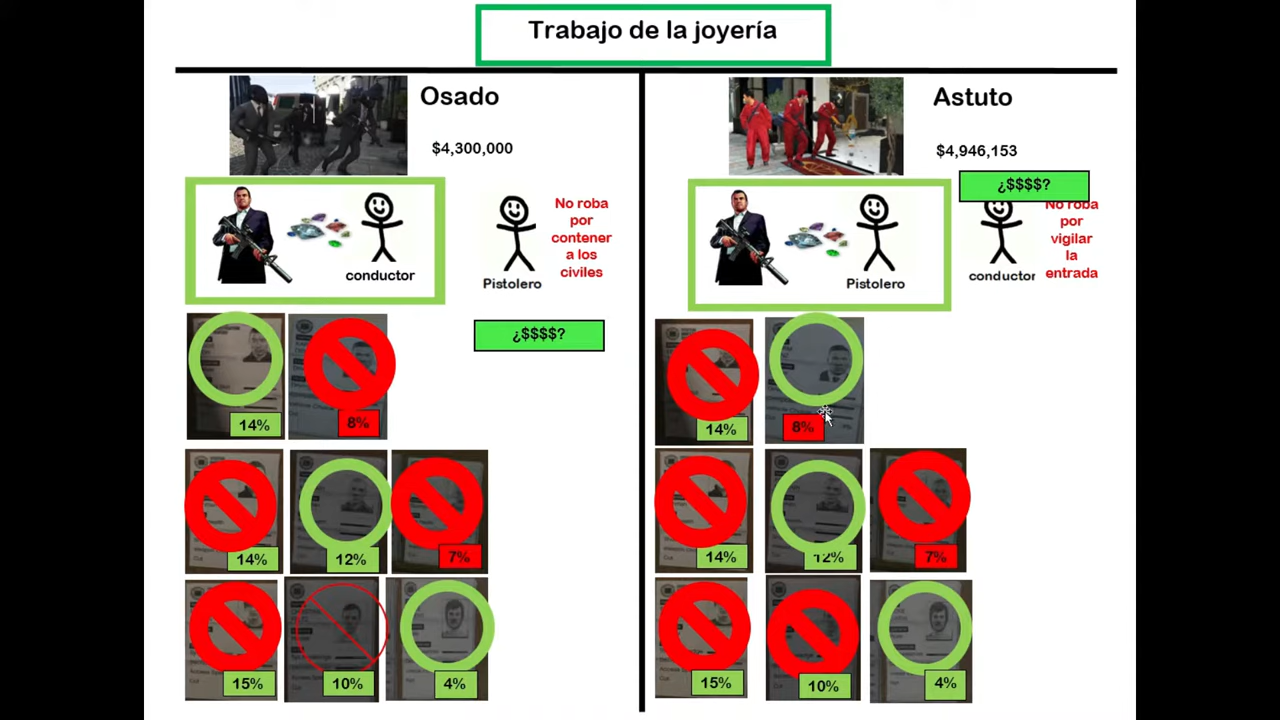 Trabajo de la joyería
Osado
$4,300,000
conductor
Pistolero
No roba
por
contener
a los
civiles
¿$$$$?
14%
8%
14%
12%
7%
15%
10%
4%
Astuto
$4,946,153
¿$$$$?
Pistolero
conductor
No roba
por
vigilar
la
entrada
14%
8%
14%
12%
7%
15%
10%
4%